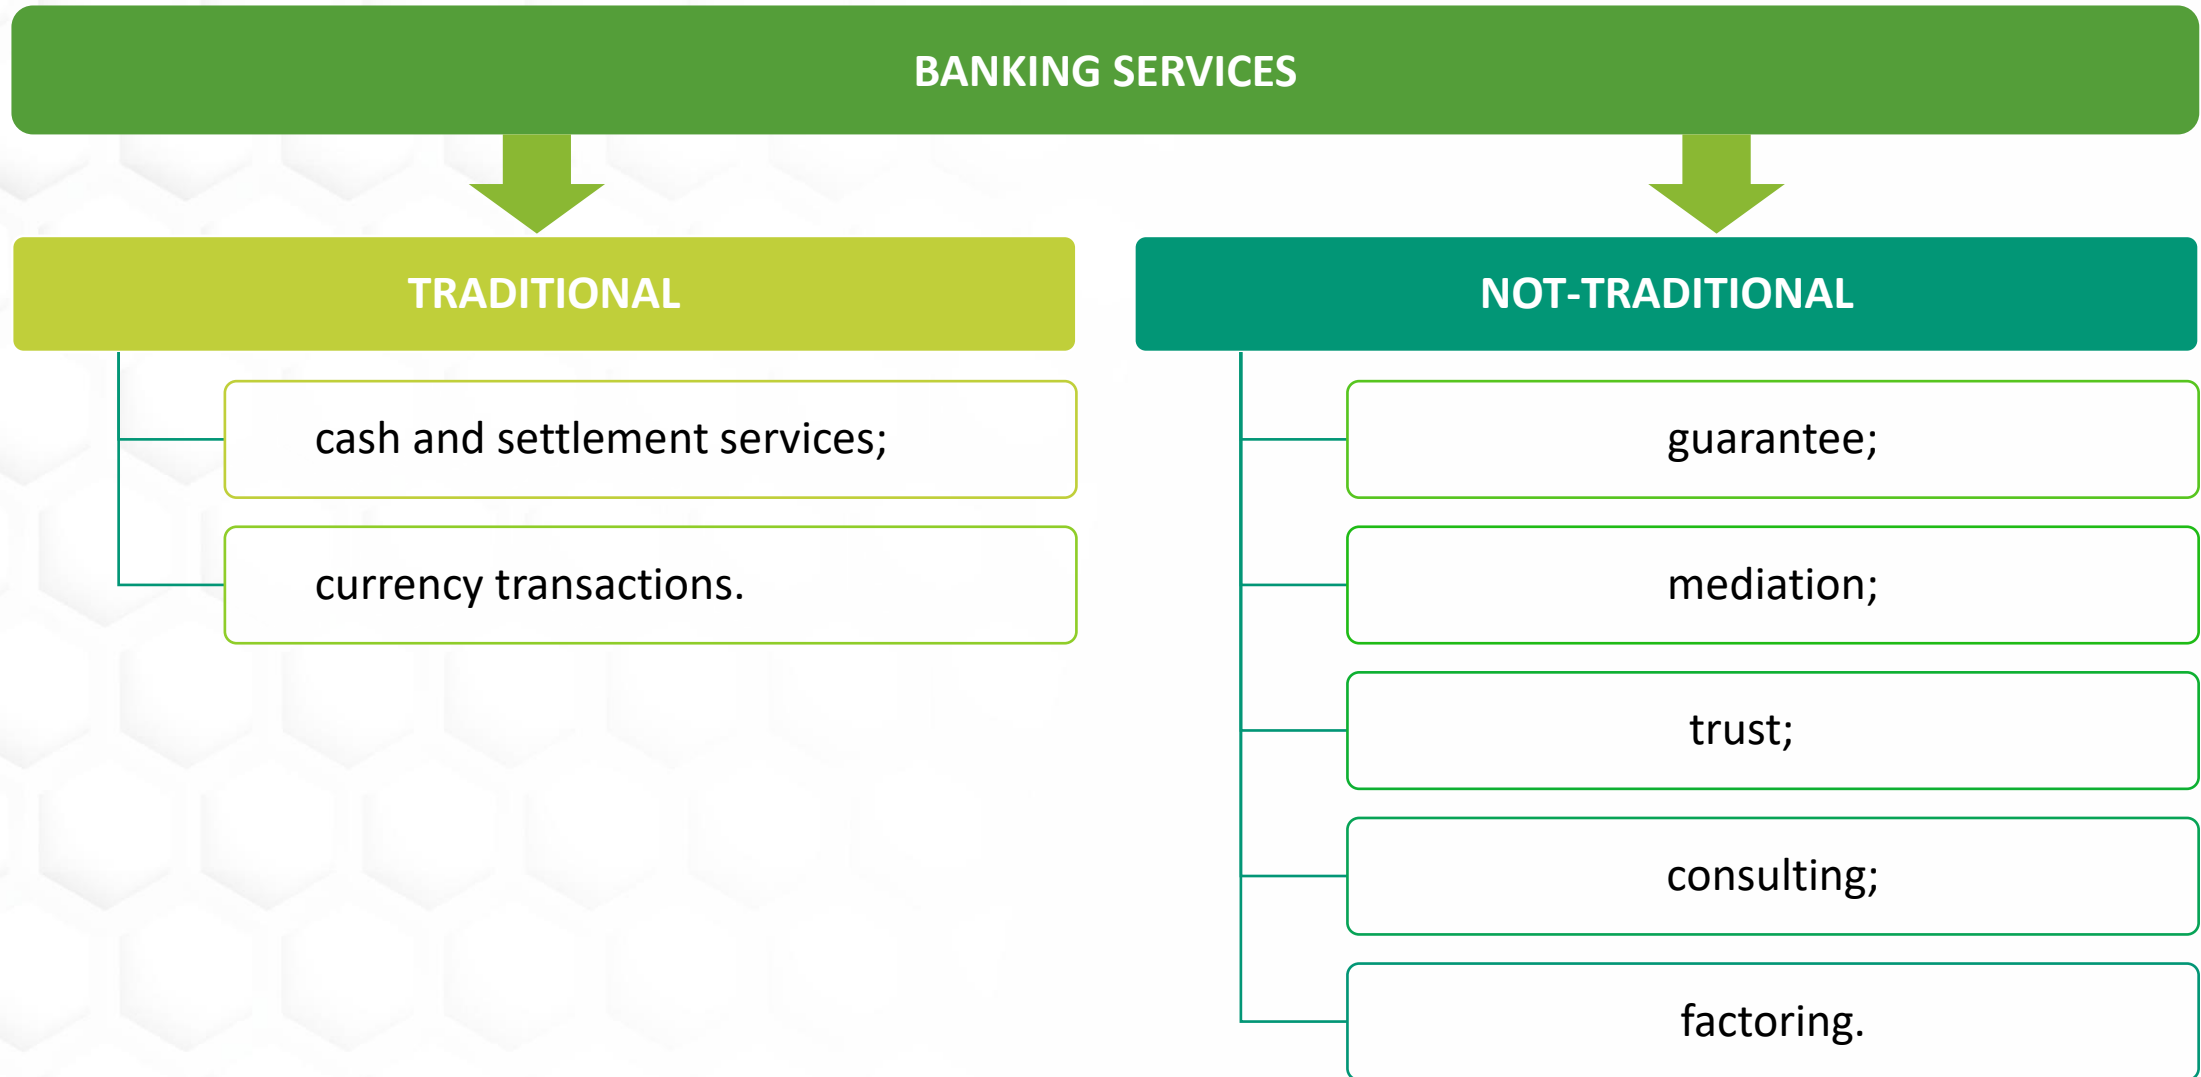 BANKING SERVICES
TRADITIONAL
cash and settlement services;
currency transactions.
NOT-TRADITIONAL
guarantee;
mediation;
trust;
consulting;
factoring.